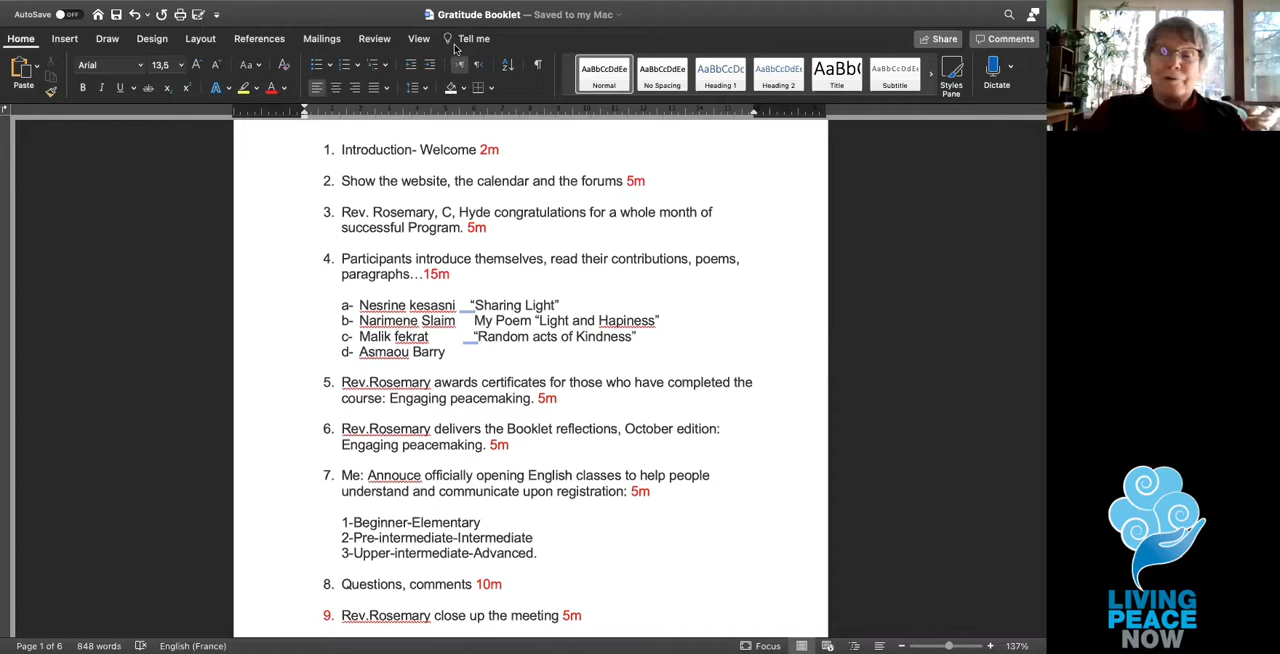 AutoSave OFF
Gratitude Booklet — Saved to my Mac
Home Insert Draw Design Layout References Mailings Review View Tell me
Share Comments
Paste
Arial 13,5
AaBbCcDdEe AaBbCcDdEe AaBbCcDc AaBbCcDdEe AaBb( AaBbCcDdEe
Normal No Spacing Heading 1 Heading 2 Title Subtitle
Styles
Pane
Dictate
1. Introduction- Welcome 2m
2. Show the website, the calendar and the forums 5m
3. Rev. Rosemary, C, Hyde congratulations for a whole month of
successful Program. 5m
4. Participants introduce themselves, read their contributions, poems,
paragraphs…15m
a- Nesrine kesasni “Sharing Light”
b- Narimene Slaim My Poem “Light and Hapiness”
c- Malik fekrat “Random acts of Kindness”
d- Asmaou Barry
5. Rev.Rosemary awards certificates for those who have completed the
course: Engaging peacemaking. 5m
6. Rev.Rosemary delivers the Booklet reflections, October edition:
Engaging peacemaking. 5m
7. Me: Annouce officially opening English classes to help people
understand and communicate upon registration: 5m
1-Beginner-Elementary
2-Pre-intermediate-Intermediate
3-Upper-intermediate-Advanced.
8. Questions, comments 10m
9. Rev.Rosemary close up the meeting 5m
Page 1 of 6 848 words English (France)
Focus
137%
LIVING
PEACE
NOW